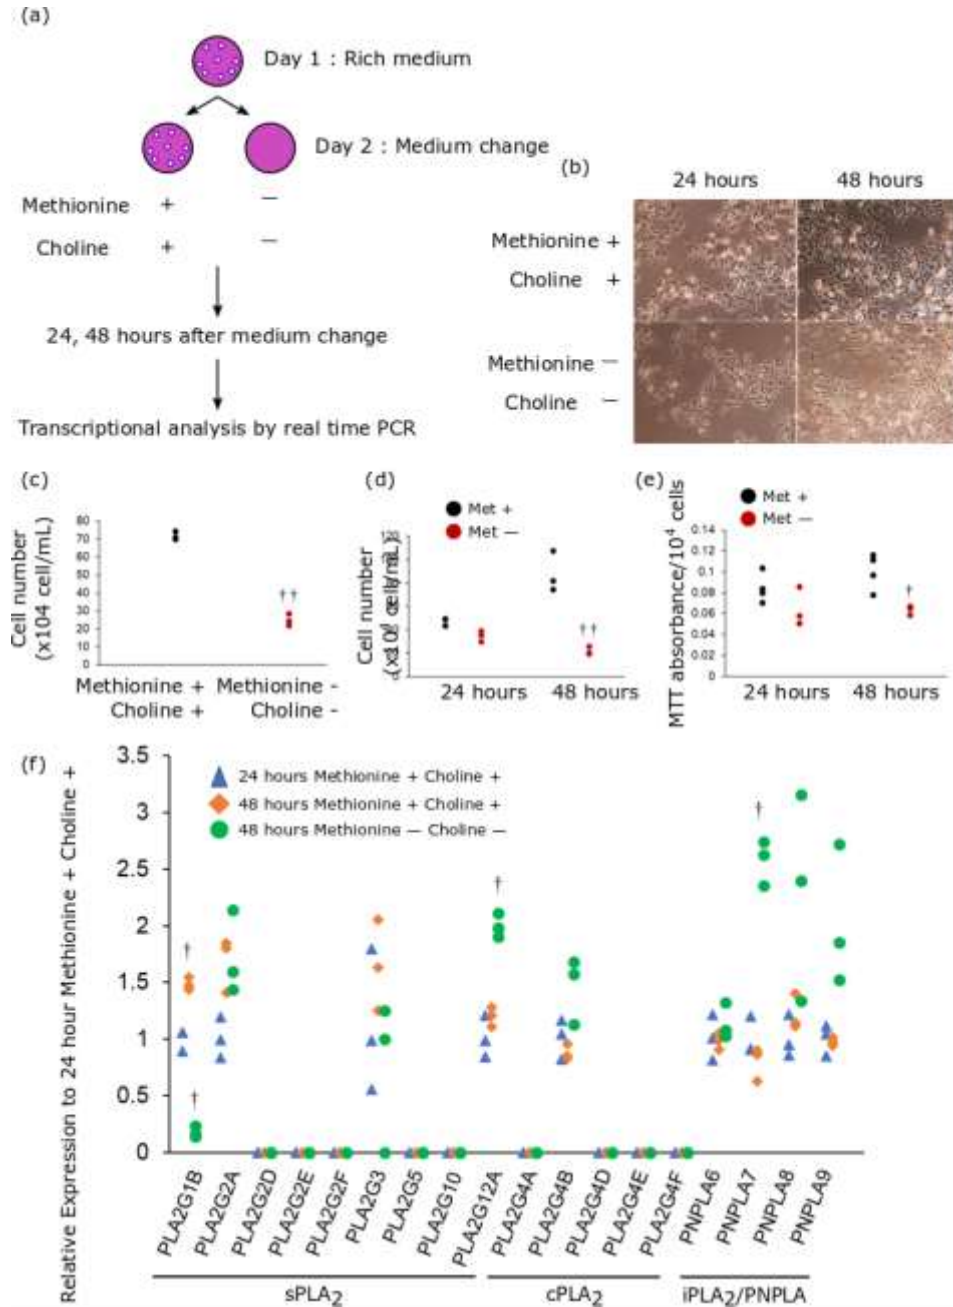 (a)
Day 1 : Rich medium
Day 2 : Medium change
Methionine + —
Choline + —
24, 48 hours after medium change
Transcriptional analysis by real time PCR
(b)
24 hours 48 hours
Methionine +
Choline +
Methionine —
Choline —
(c)
Cell number
(x104 cell/mL)
80
70
60
50
40
30
20
10
0
††
Methionine + Methionine -
Choline + Choline -
(d)
Met +
Met —
Cell number
cells/mL)
††
24 hours 48 hours
(e)
Met +
Met —
MTT absorbance/10⁴ cells
0.14
0.12
0.1
0.08
0.06
0.04
0.02
0
†
24 hours 48 hours
(f)
Relative Expression to 24 hour Methionine + Choline +
3.5
3
2.5
2
1.5
1
0.5
0
24 hours Methionine + Choline +
48 hours Methionine + Choline +
48 hours Methionine — Choline —
†
†
†
†
PLA2G1B
PLA2G2A
PLA2G2D
PLA2G2E
PLA2G2F
PLA2G3
PLA2G5
PLA2G10
PLA2G12A
PLA2G4A
PLA2G4B
PLA2G4D
PLA2G4E
PLA2G4F
PNPLA6
PNPLA7
PNPLA8
PNPLA9
sPLA₂ cPLA₂ iPLA₂/PNPLA